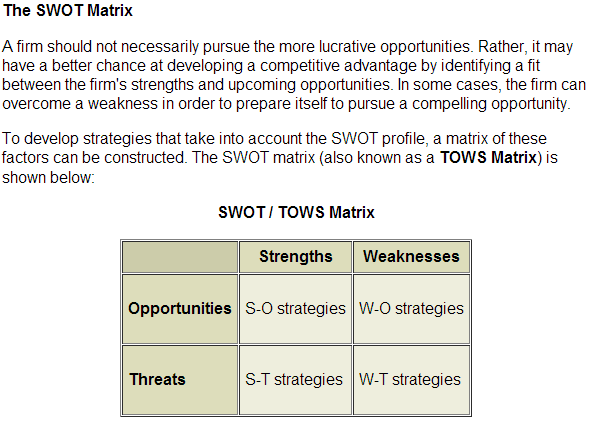 The SWOT Matrix
A firm should not necessarily pursue the more lucrative opportunities. Rather, it may
have a better chance at developing a competitive advantage by identifying a fit
between the firm's strengths and upcoming opportunities. In some cases, the firm can
overcome a weakness in order to prepare itself to pursue a compelling opportunity.
To develop strategies that take into account the SWOT profile, a matrix of these
factors can be constructed. The SWOT matrix (also known as a TOWS Matrix) is
shown below:
SWOT / TOWS Matrix
Strengths Weaknesses
Opportunities S-O strategies W-O strategies
Threats S-T strategies W-T strategies